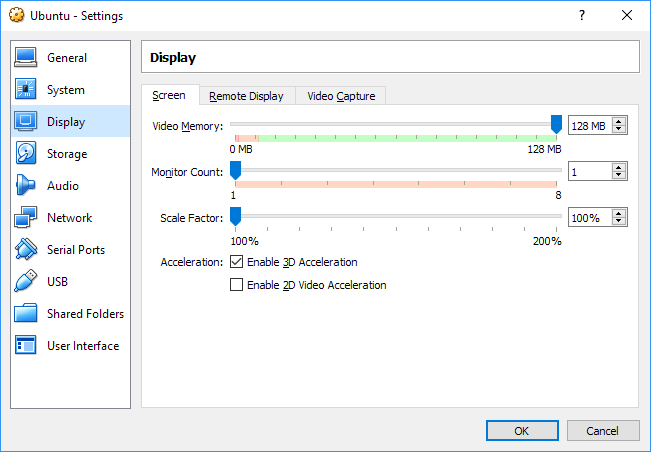 Ubuntu - Settings
?
General
System
Display
Storage
Audio
Network
Serial Ports
USB
Shared Folders
User Interface
Display
Screen
Remote Display
Video Capture
Video Memory:
128 MB
0 MB
128 MB
Monitor Count:
1
1
8
Scale Factor:
100%
100%
200%
Acceleration:
Enable 3D Acceleration
Enable 2D Video Acceleration
OK
Cancel